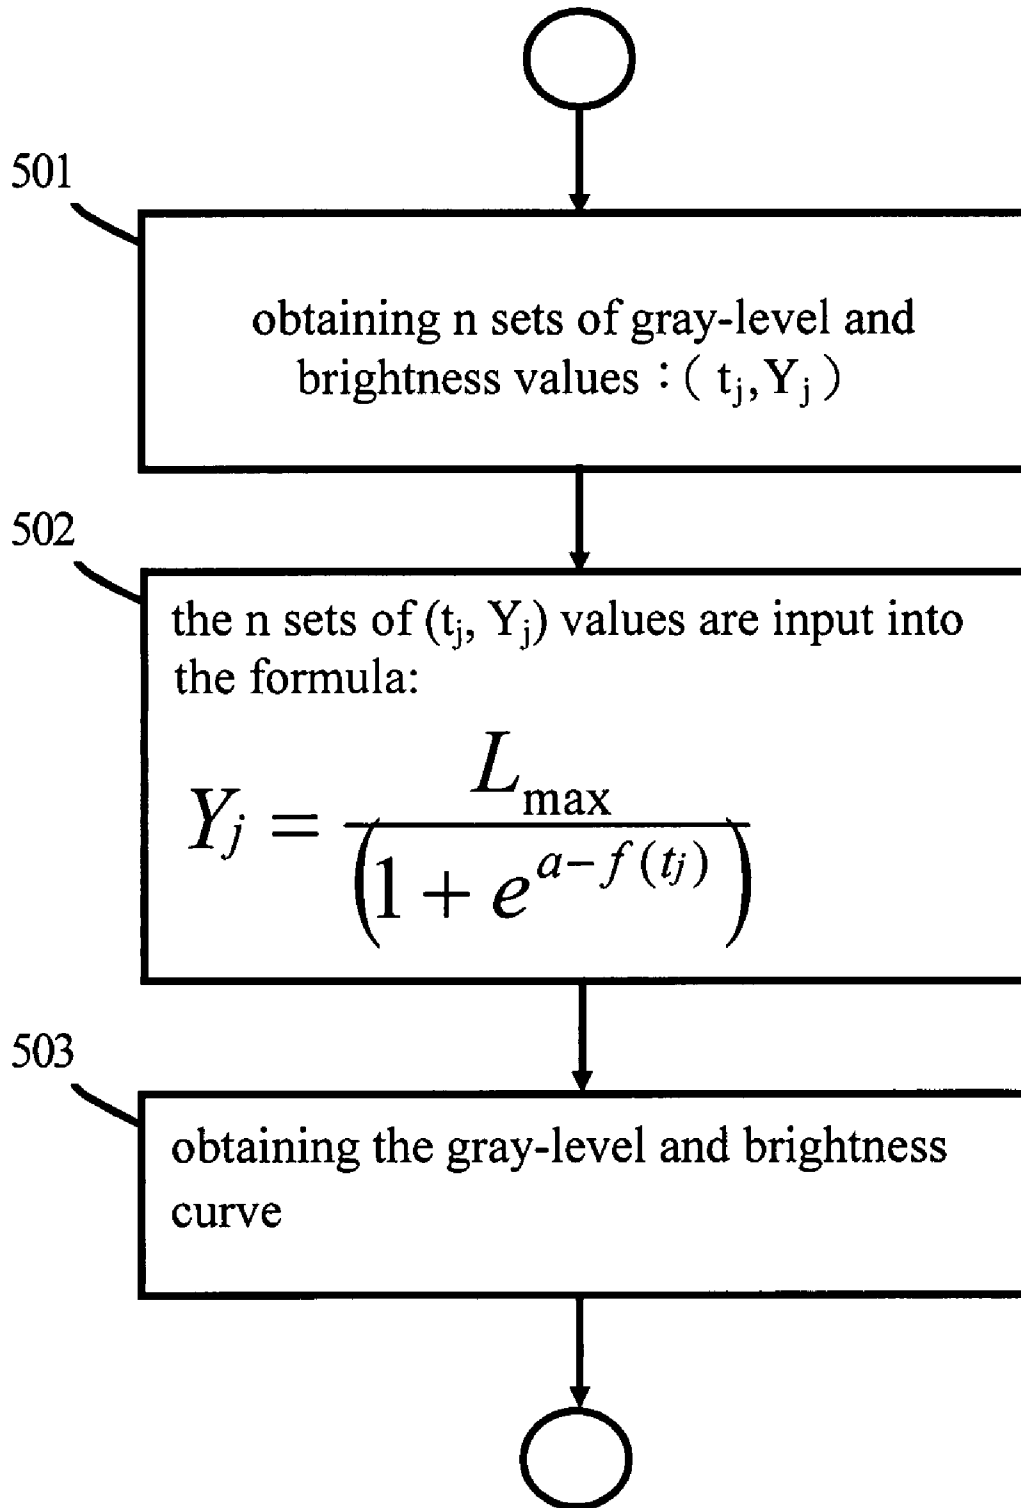 501
obtaining n sets of gray-level and
brightness values：( tj, Yj )
502
the n sets of (tj, Yj) values are input into
the formula:
Yj = Lmax / (1 + e^{a−f(tj)})
503
obtaining the gray-level and brightness
curve